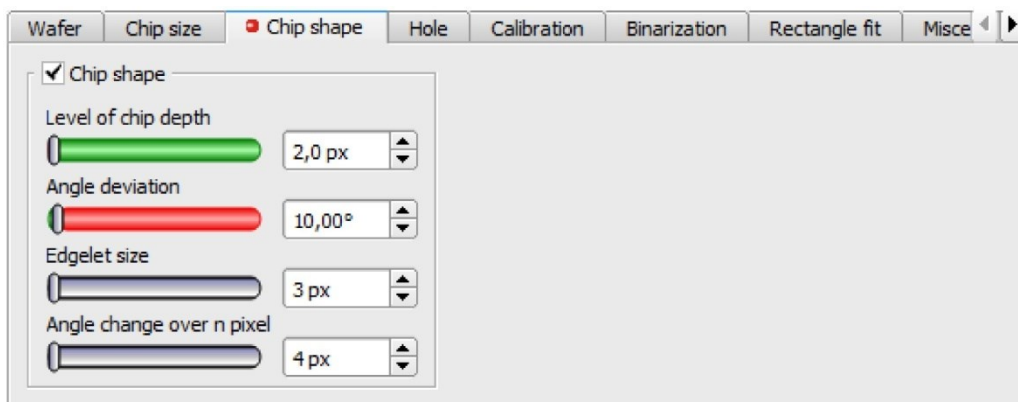 Wafer Chip size Chip shape Hole Calibration Binarization Rectangle fit Misce
Chip shape
Level of chip depth
2,0 px
Angle deviation
10,00°
Edgelet size
3 px
Angle change over n pixel
4 px